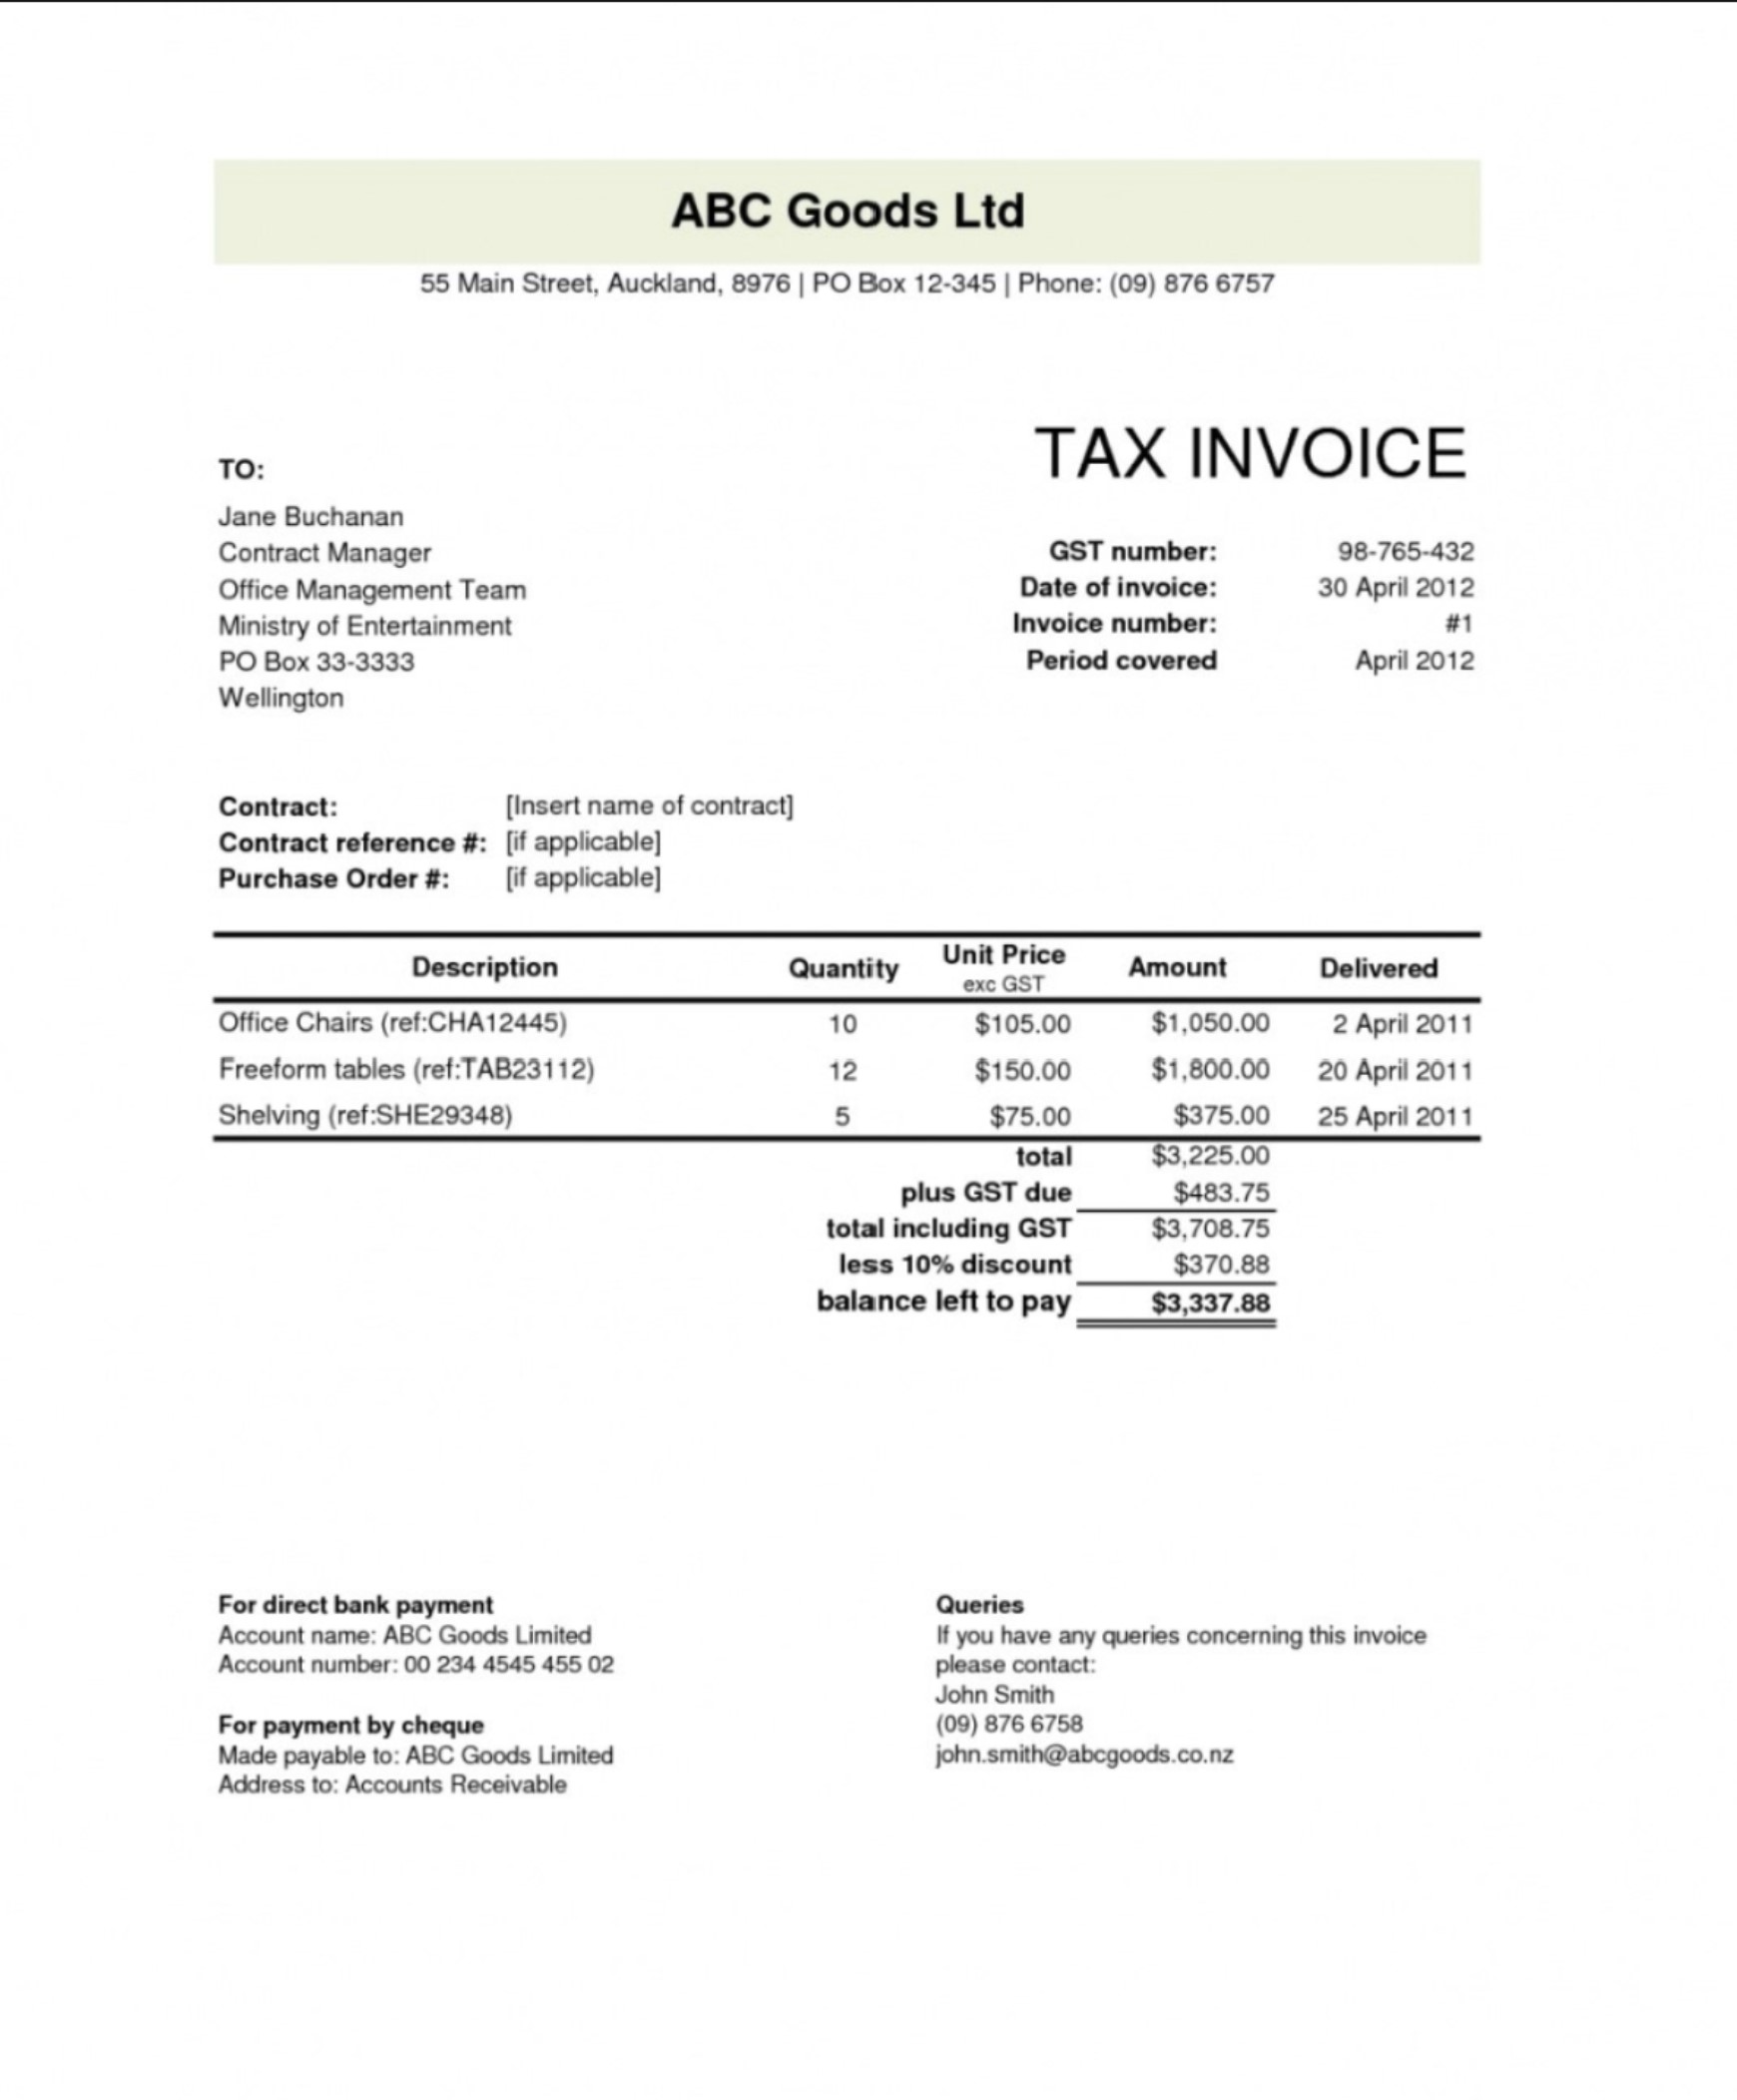 ABC Goods Ltd
55 Main Street, Auckland, 8976 | PO Box 12-345 | Phone: (09) 876 6757
TAX INVOICE
TO:
Jane Buchanan
Contract Manager
Office Management Team
Ministry of Entertainment
PO Box 33-3333
Wellington
GST number: 98-765-432
Date of invoice: 30 April 2012
Invoice number: #1
Period covered April 2012
Contract: [Insert name of contract]
Contract reference #: [if applicable]
Purchase Order #: [if applicable]
Description Quantity Unit Price exc GST Amount Delivered
Office Chairs (ref:CHA12445) 10 $105.00 $1,050.00 2 April 2011
Freeform tables (ref:TAB23112) 12 $150.00 $1,800.00 20 April 2011
Shelving (ref:SHE29348) 5 $75.00 $375.00 25 April 2011
total $3,225.00
plus GST due $483.75
total including GST $3,708.75
less 10% discount $370.88
balance left to pay $3,337.88
For direct bank payment
Account name: ABC Goods Limited
Account number: 00 234 4545 455 02
For payment by cheque
Made payable to: ABC Goods Limited
Address to: Accounts Receivable
Queries
If you have any queries concerning this invoice
please contact:
John Smith
(09) 876 6758
john.smith@abcgoods.co.nz